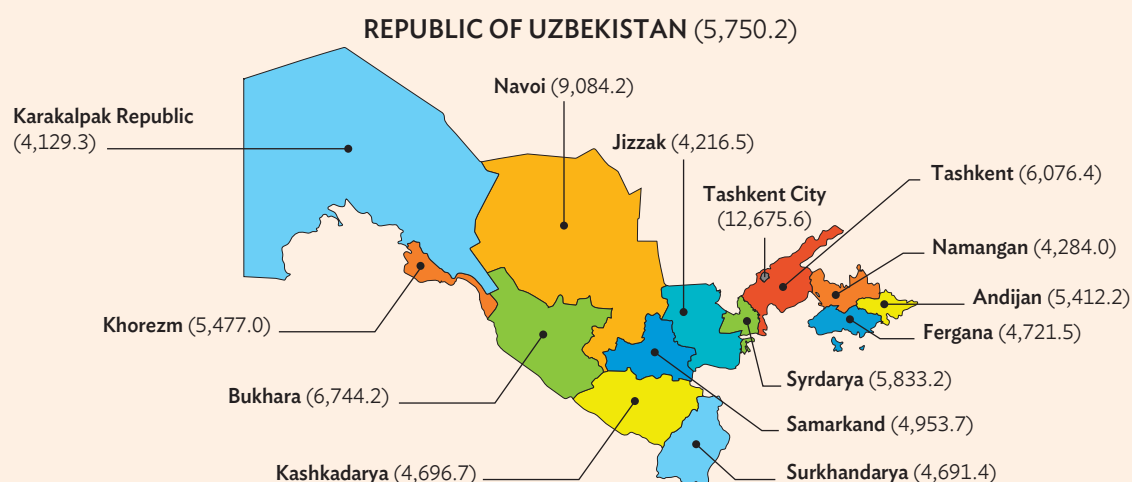 REPUBLIC OF UZBEKISTAN (5,750.2)
Navoi (9,084.2)
Karakalpak Republic
(4,129.3)
Jizzak (4,216.5)
Tashkent (6,076.4)
Tashkent City
(12,675.6)
Namangan (4,284.0)
Andijan (5,412.2)
Khorezm (5,477.0)
Fergana (4,721.5)
Syrdarya (5,833.2)
Bukhara (6,744.2)
Samarkand (4,953.7)
Kashkadarya (4,696.7)
Surkhandarya (4,691.4)